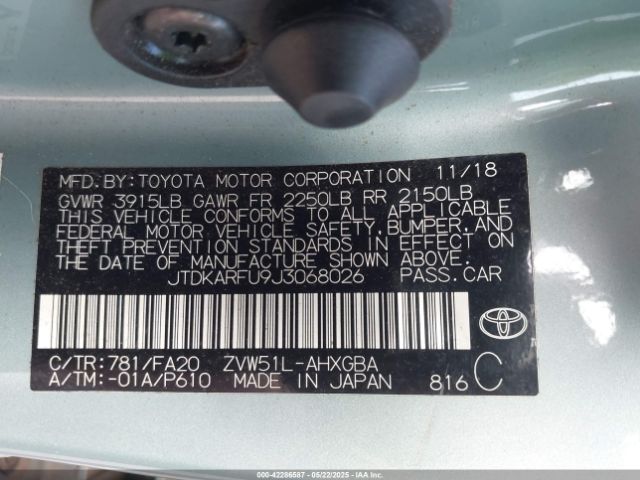 MFD.BY:TOYOTA MOTOR CORPORATION 11/18
GVWR 3915LB GAWR FR 2250LB RR 2150LB
THIS VEHICLE CONFORMS TO ALL APPLICABLE
FEDERAL MOTOR VEHICLE SAFETY,BUMPER,AND
THEFT PREVENTION STANDARDS IN EFFECT ON
THE DATE OF MANUFACTURE SHOWN ABOVE.
JTDKARFU9J3068026 PASS.CAR
C/TR:781/FA20 ZVW51L-AHXGBA
A/TM:-01A/P610 MADE IN JAPAN 816 C
000-42286587 - 05/22/2025 - IAAI.COM